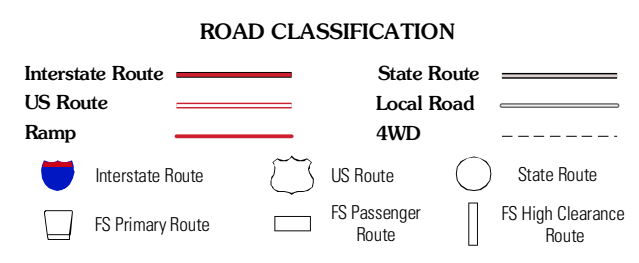 ROAD CLASSIFICATION
Interstate Route
State Route
US Route
Local Road
Ramp
4WD
Interstate Route
US Route
State Route
FS Primary Route
FS Passenger
Route
FS High Clearance
Route